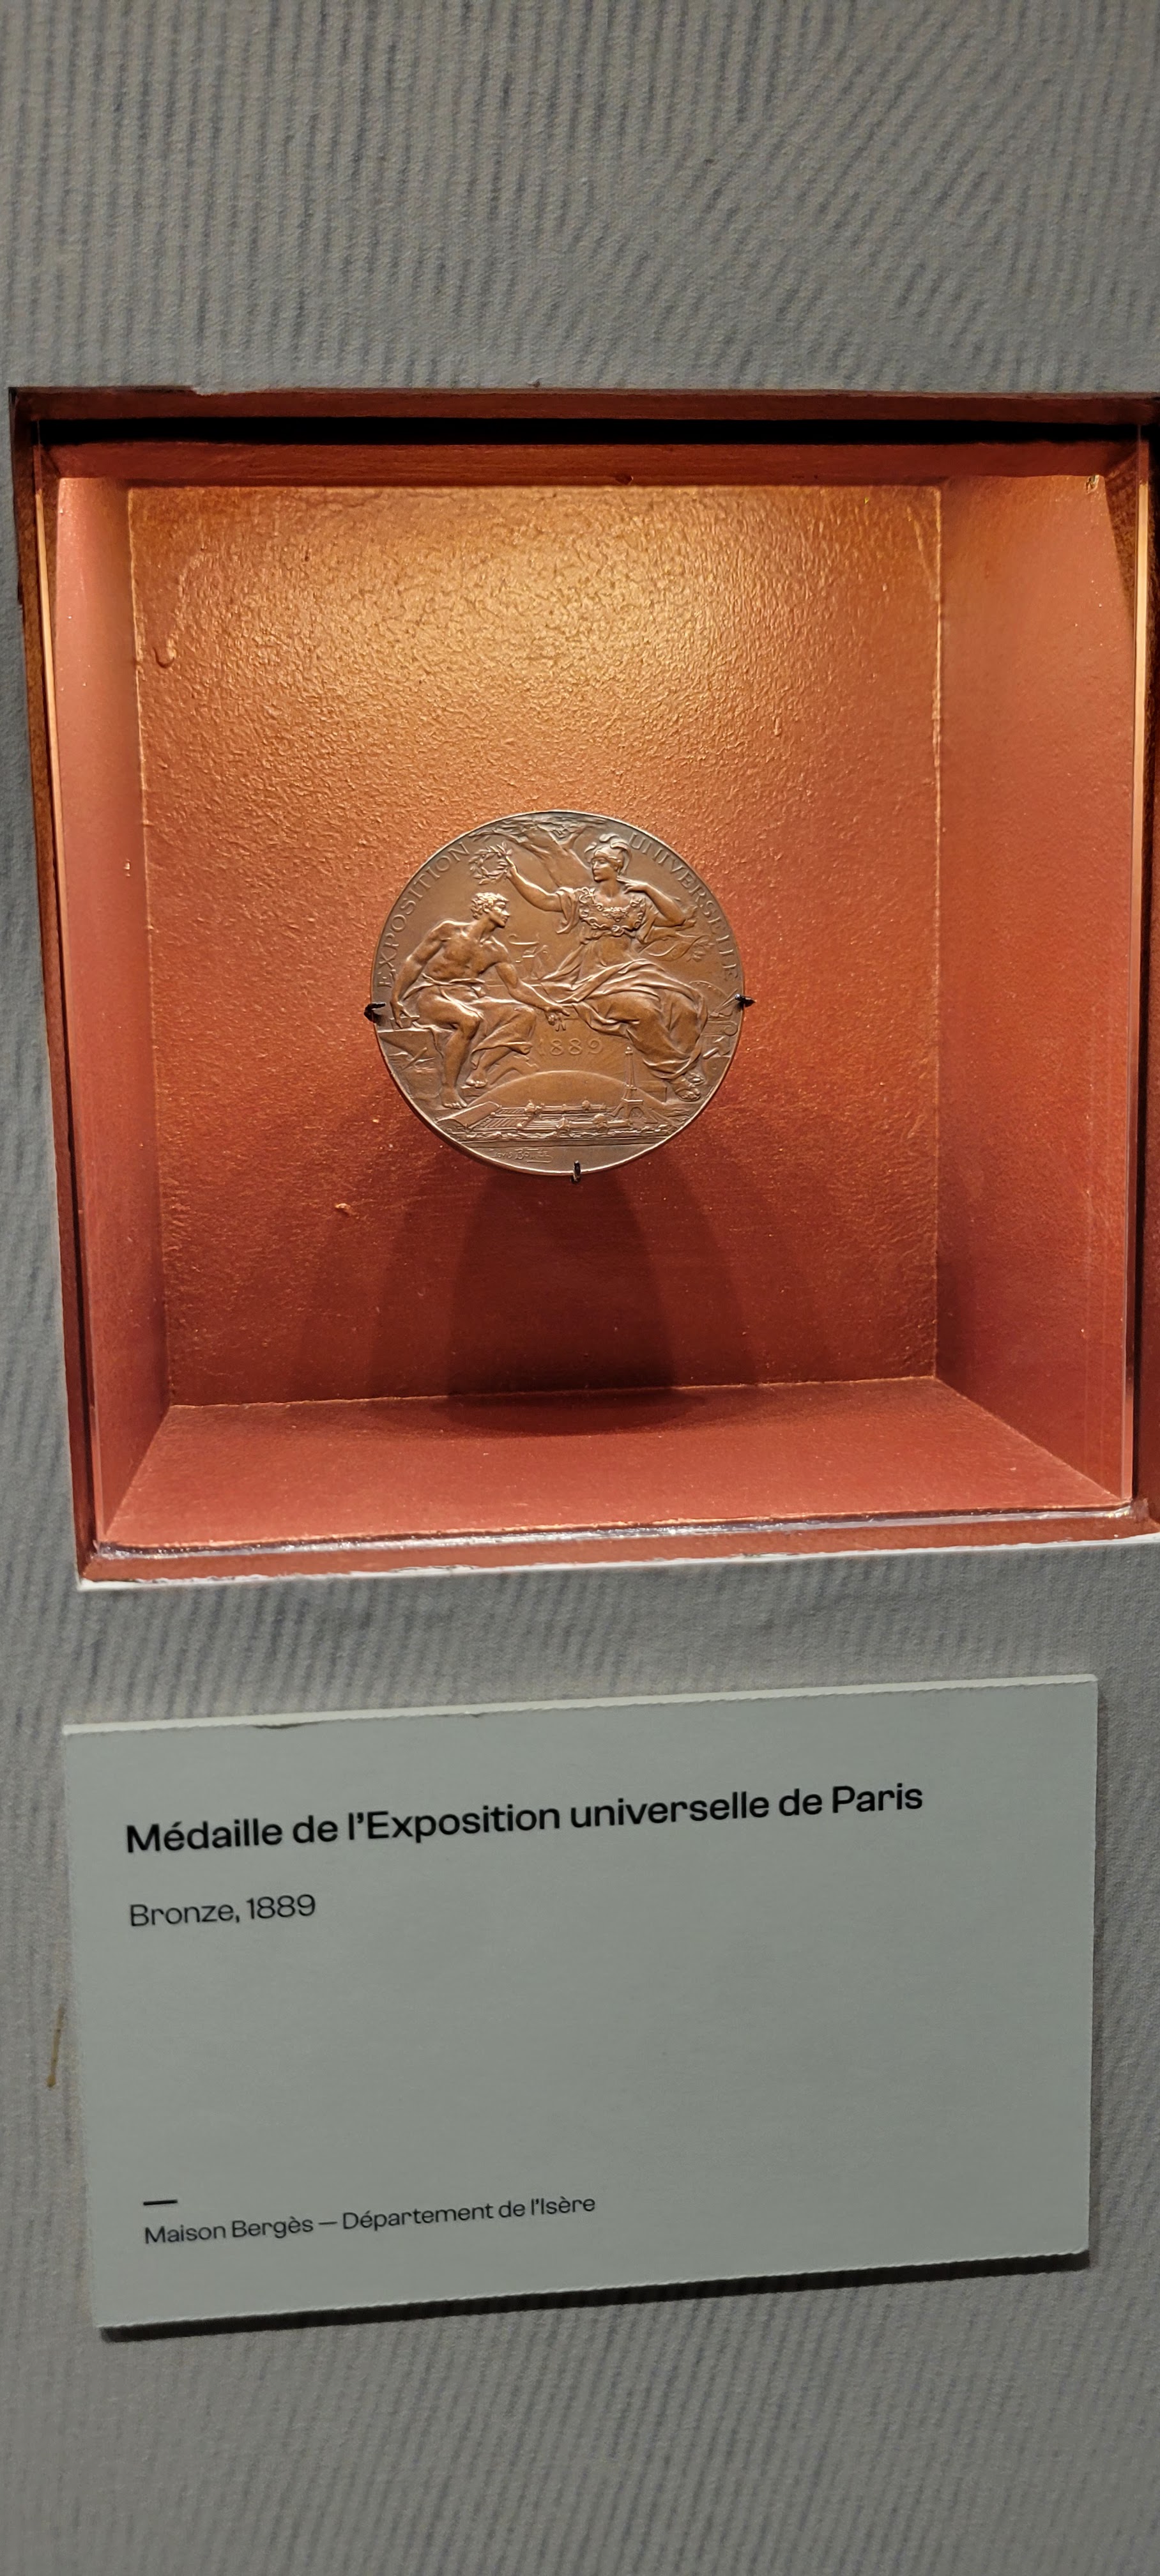 EXPOSITION UNIVERSELLE
1889
Médaille de l'Exposition universelle de Paris
Bronze, 1889
—
Maison Bergès — Département de l'Isère